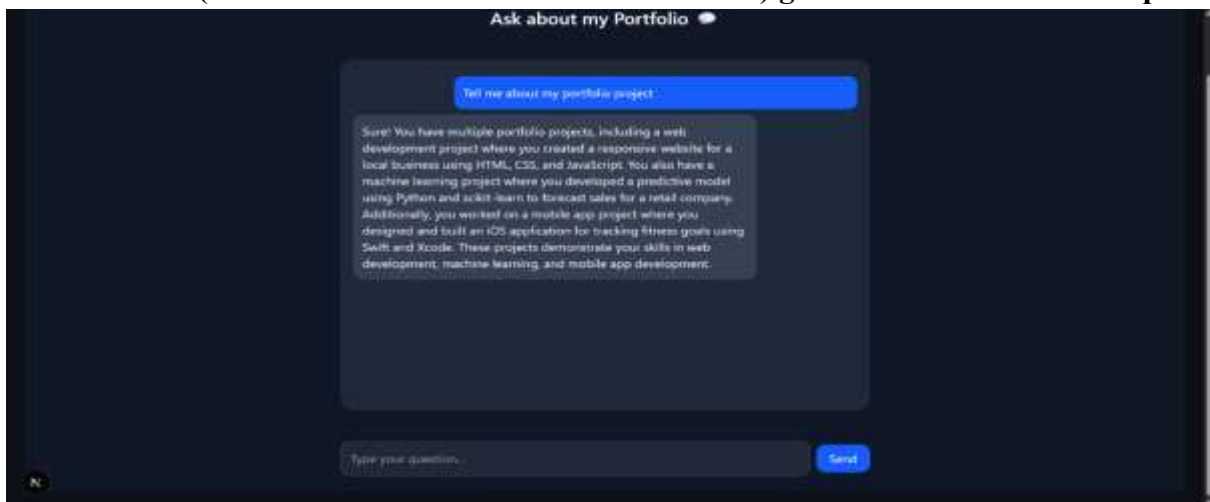 Ask about my Portfolio 💬
Tell me about my portfolio project
Sure! You have multiple portfolio projects, including a web
development project where you created a responsive website for a
local business using HTML, CSS, and JavaScript. You also have a
machine learning project where you developed a predictive model
using Python and scikit-learn to forecast sales for a retail company.
Additionally, you worked on a mobile app project where you
designed and built an iOS application for tracking fitness goals using
Swift and Xcode. These projects demonstrate your skills in web
development, machine learning, and mobile app development.
Type your question...
Send
N